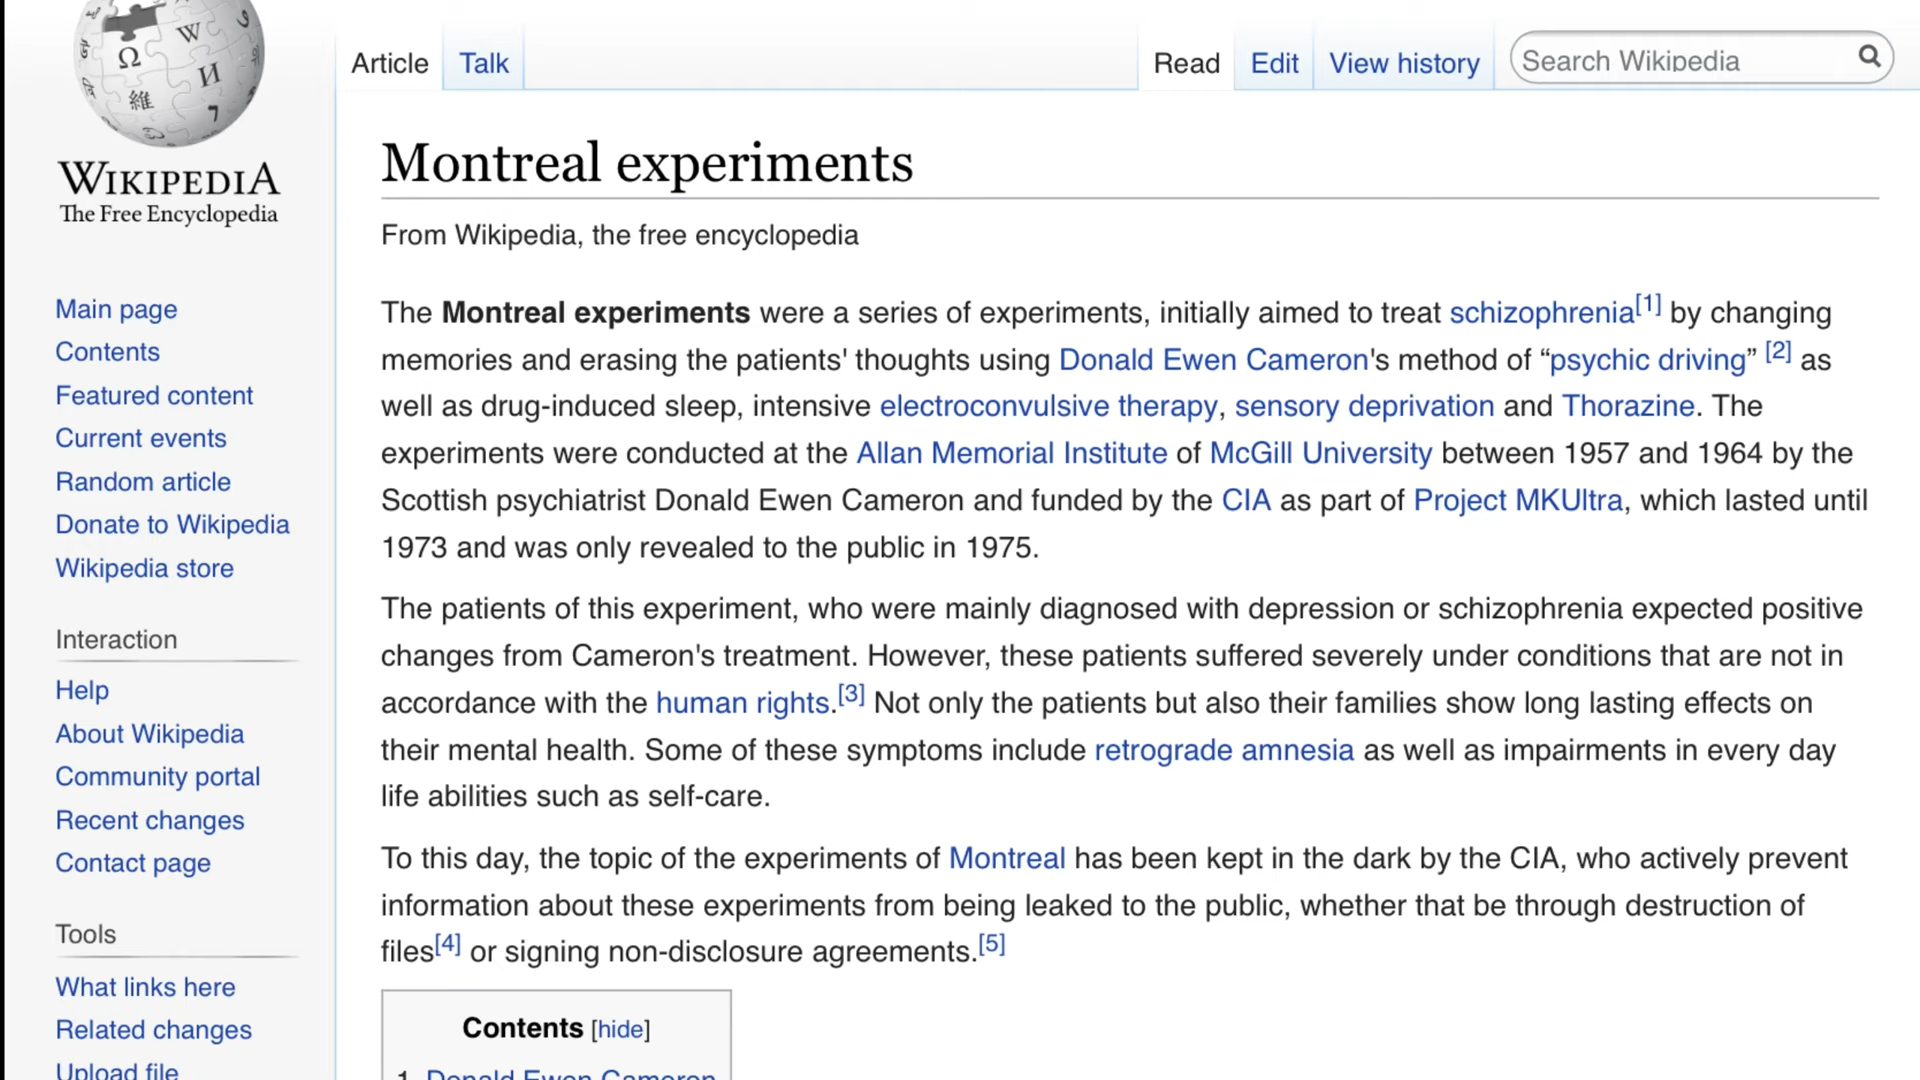 Ω W И 維 7
Article Talk Read Edit View history Search Wikipedia
WIKIPEDIA
The Free Encyclopedia
Main page
Contents
Featured content
Current events
Random article
Donate to Wikipedia
Wikipedia store
Interaction
Help
About Wikipedia
Community portal
Recent changes
Contact page
Tools
What links here
Related changes
Upload file
Montreal experiments
From Wikipedia, the free encyclopedia
The Montreal experiments were a series of experiments, initially aimed to treat schizophrenia[1] by changing
memories and erasing the patients' thoughts using Donald Ewen Cameron's method of “psychic driving” [2] as
well as drug-induced sleep, intensive electroconvulsive therapy, sensory deprivation and Thorazine. The
experiments were conducted at the Allan Memorial Institute of McGill University between 1957 and 1964 by the
Scottish psychiatrist Donald Ewen Cameron and funded by the CIA as part of Project MKUltra, which lasted until
1973 and was only revealed to the public in 1975.
The patients of this experiment, who were mainly diagnosed with depression or schizophrenia expected positive
changes from Cameron's treatment. However, these patients suffered severely under conditions that are not in
accordance with the human rights.[3] Not only the patients but also their families show long lasting effects on
their mental health. Some of these symptoms include retrograde amnesia as well as impairments in every day
life abilities such as self-care.
To this day, the topic of the experiments of Montreal has been kept in the dark by the CIA, who actively prevent
information about these experiments from being leaked to the public, whether that be through destruction of
files[4] or signing non-disclosure agreements.[5]
Contents [hide]
1 Donald Ewen Cameron